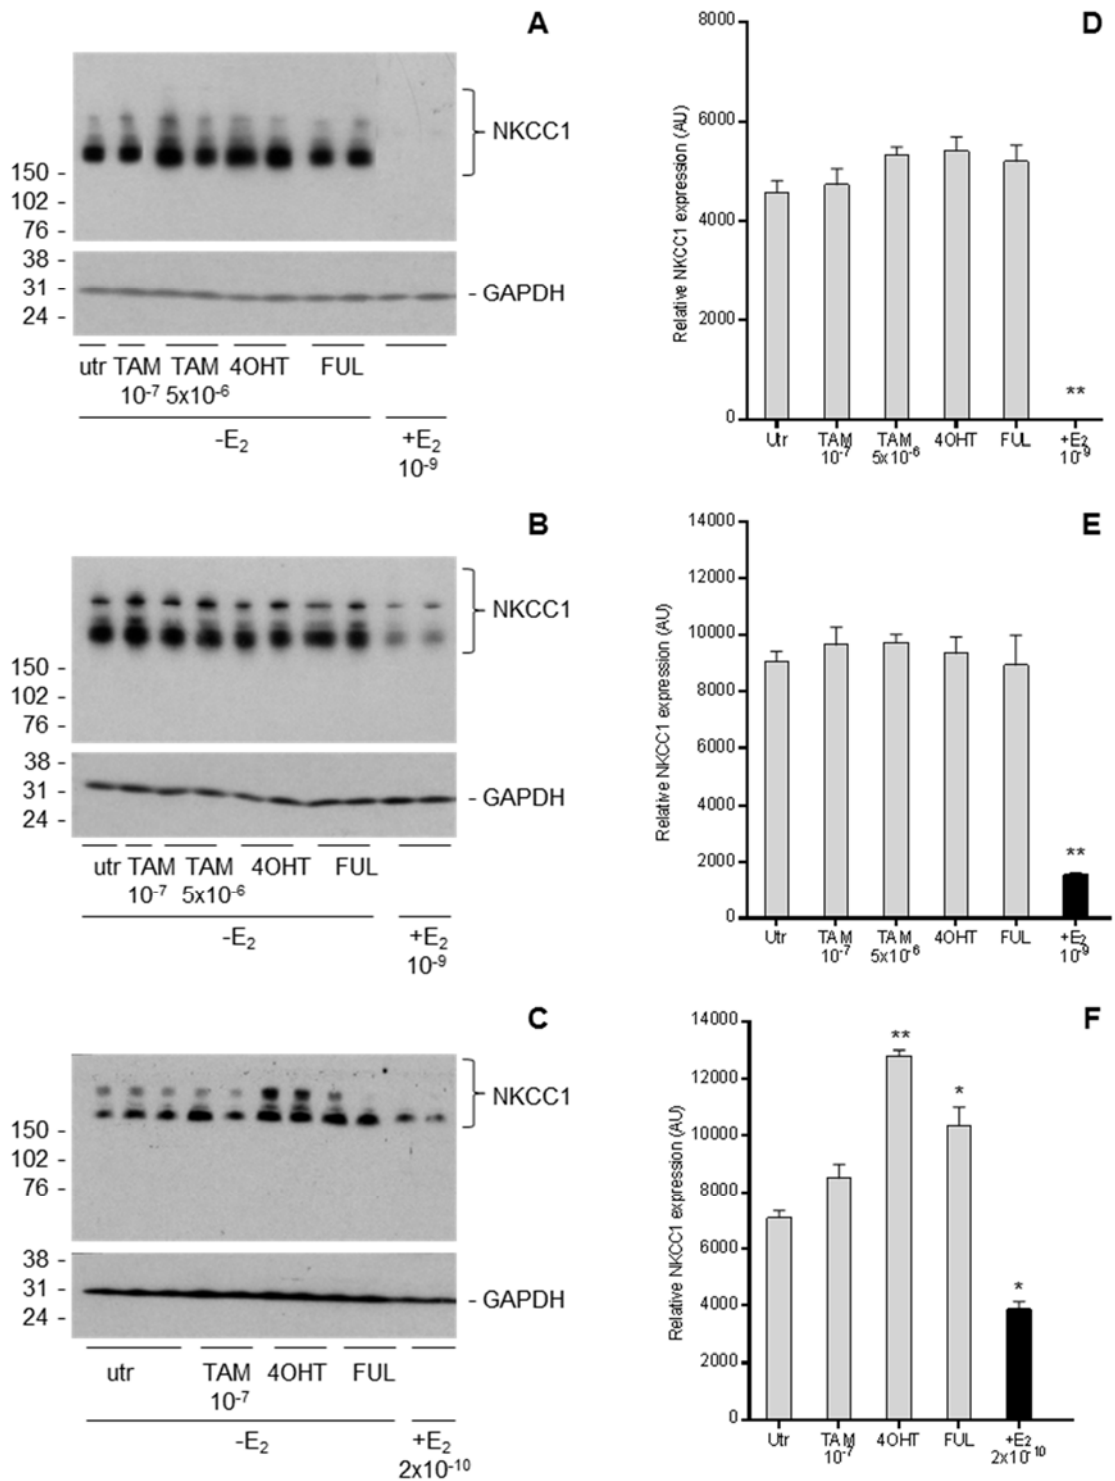 A
NKCC1
150 -
102 -
76 -
38 -
31 -
24 -
- GAPDH
utr TAM TAM 4OHT FUL
10⁻⁷ 5x10⁻⁶
-E₂ +E₂
10⁻⁹
D
Relative NKCC1 expression (AU)
8000
6000
4000
2000
0
**
Utr TAM TAM 4OHT FUL +E₂
10⁻⁷ 5x10⁻⁶ 10⁻⁹
B
NKCC1
150 -
102 -
76 -
38 -
31 -
24 -
- GAPDH
utr TAM TAM 4OHT FUL
10⁻⁷ 5x10⁻⁶
-E₂ +E₂
10⁻⁹
E
Relative NKCC1 expression (AU)
14000
12000
10000
8000
6000
4000
2000
0
**
Utr TAM TAM 4OHT FUL +E₂
10⁻⁷ 5x10⁻⁶ 10⁻⁹
C
NKCC1
150 -
102 -
76 -
38 -
31 -
24 -
- GAPDH
utr TAM 4OHT FUL
10⁻⁷
-E₂ +E₂
2x10⁻¹⁰
F
Relative NKCC1 expression (AU)
14000
12000
10000
8000
6000
4000
2000
0
**
*
*
Utr TAM 4OHT FUL +E₂
10⁻⁷ 2x10⁻¹⁰